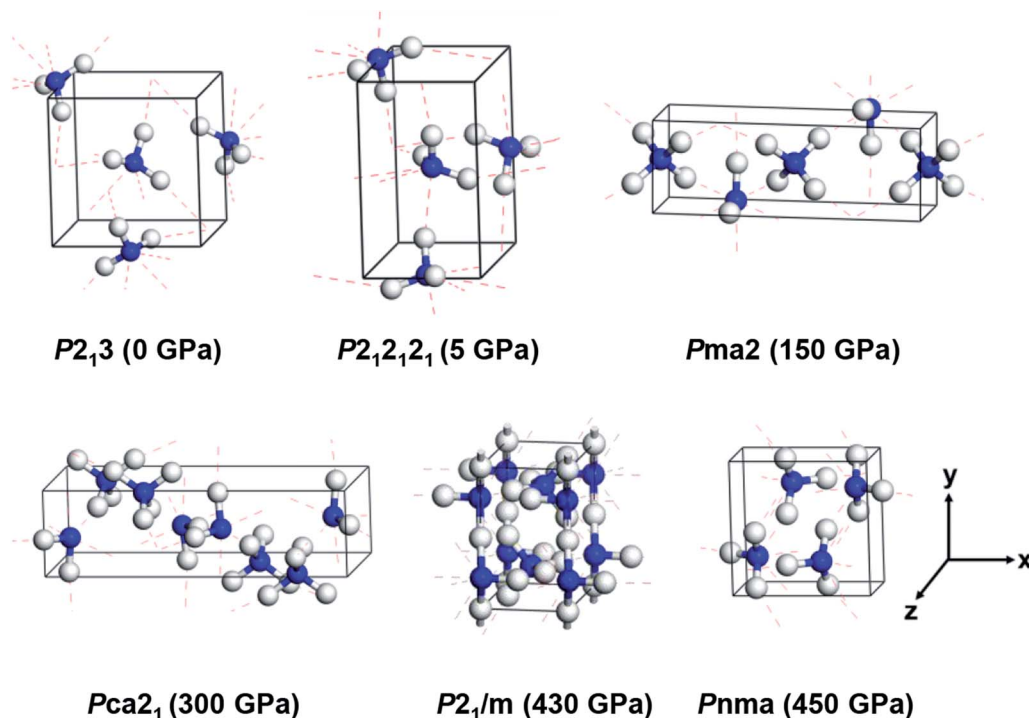 P2₁3 (0 GPa)
P2₁2₁2₁ (5 GPa)
Pma2 (150 GPa)
Pca2₁ (300 GPa)
P2₁/m (430 GPa)
Pnma (450 GPa)
y
x
z